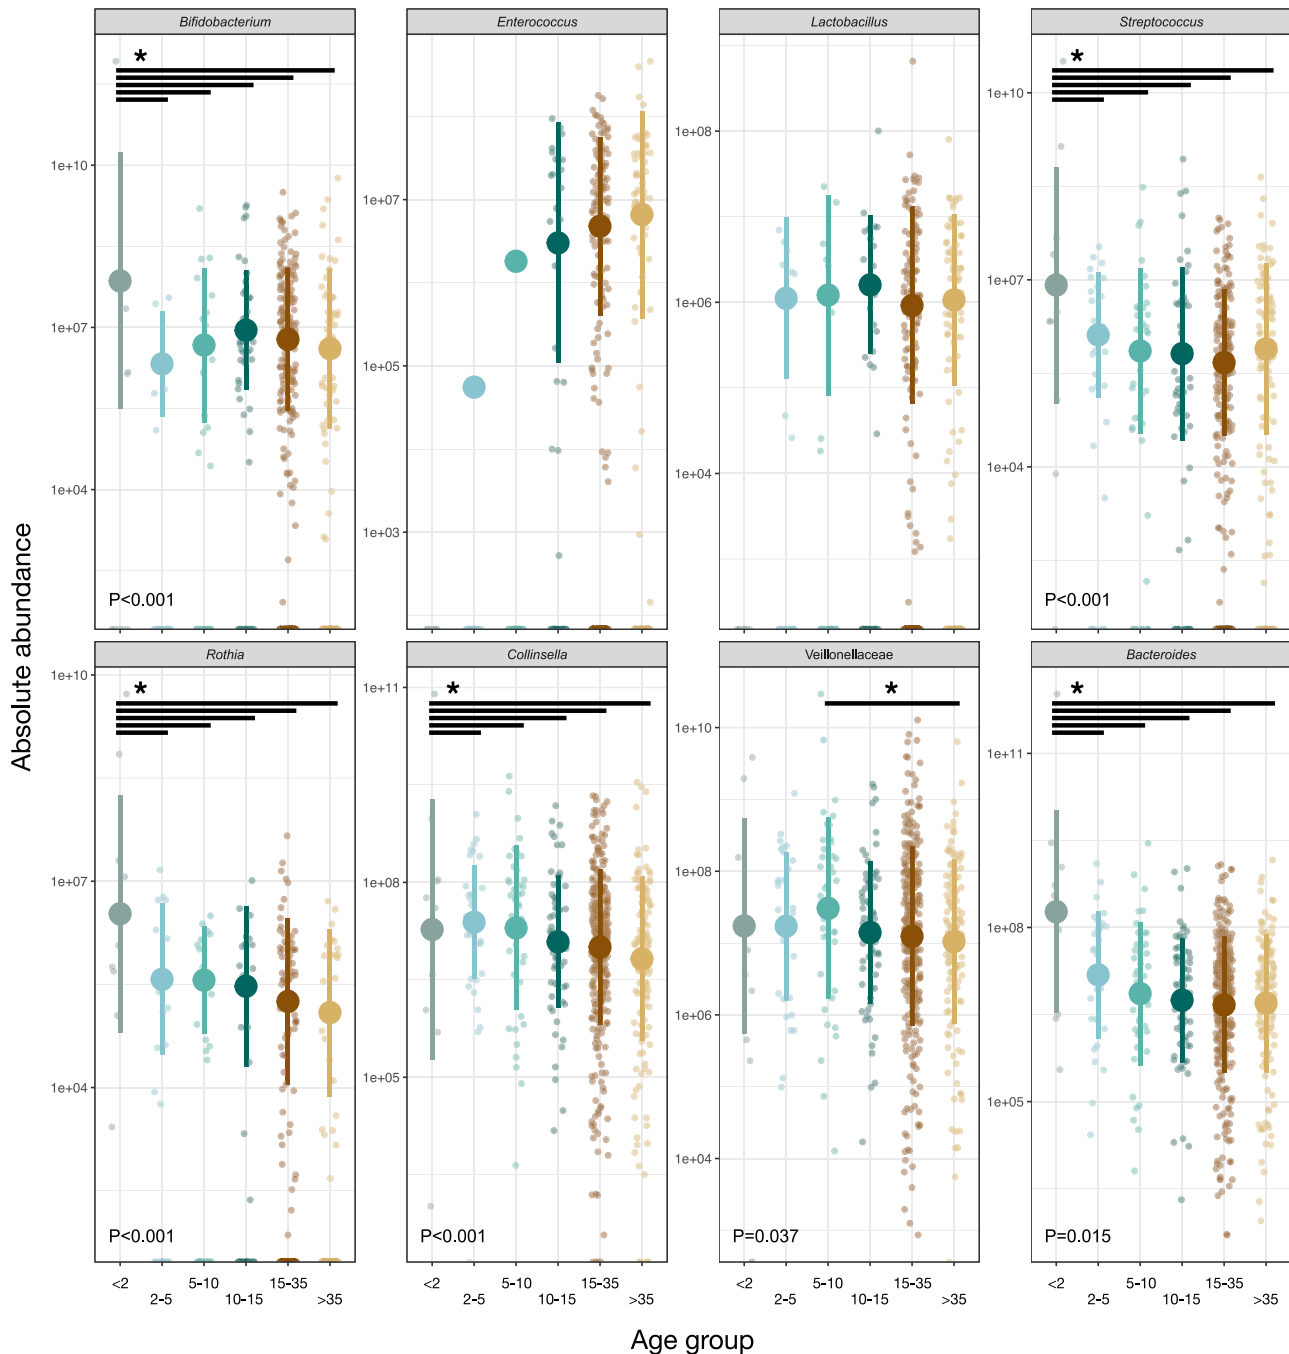 Bifidobacterium
Enterococcus
Lactobacillus
Streptococcus
*
*
1e+10
1e+07
1e+04
P<0.001
1e+07
1e+05
1e+03
1e+08
1e+06
1e+04
1e+10
1e+07
1e+04
P<0.001
Absolute abundance
Rothia
Collinsella
Veillonellaceae
Bacteroides
*
*
*
*
1e+10
1e+07
1e+04
P<0.001
1e+11
1e+08
1e+05
P<0.001
1e+10
1e+08
1e+06
1e+04
P=0.037
1e+11
1e+08
1e+05
P=0.015
<2 5-10 15-35
2-5 10-15 >35
<2 5-10 15-35
2-5 10-15 >35
<2 5-10 15-35
2-5 10-15 >35
<2 5-10 15-35
2-5 10-15 >35
Age group